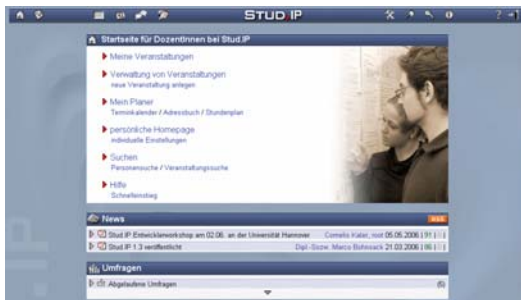 STUD.IP
Startseite für DozentInnen bei Stud.IP
Meine Veranstaltungen
Verwaltung von Veranstaltungen
neue Veranstaltung anlegen
Mein Planer
Terminkalender / Adressbuch / Stundenplan
persönliche Homepage
individuelle Einstellungen
Suchen
Personensuche / Veranstaltungssuche
Hilfe
Schnelleinstieg
News RSS
Stud.IP Entwicklerworkshop am 02.06. an der Universität Hannover Cornelis Kater, root 05.05.2006 | 91 |
Stud.IP 1.3 veröffentlicht Dipl.-Sozw. Marco Bohnsack 21.03.2006 | 86 |
Umfragen
Abgelaufene Umfragen